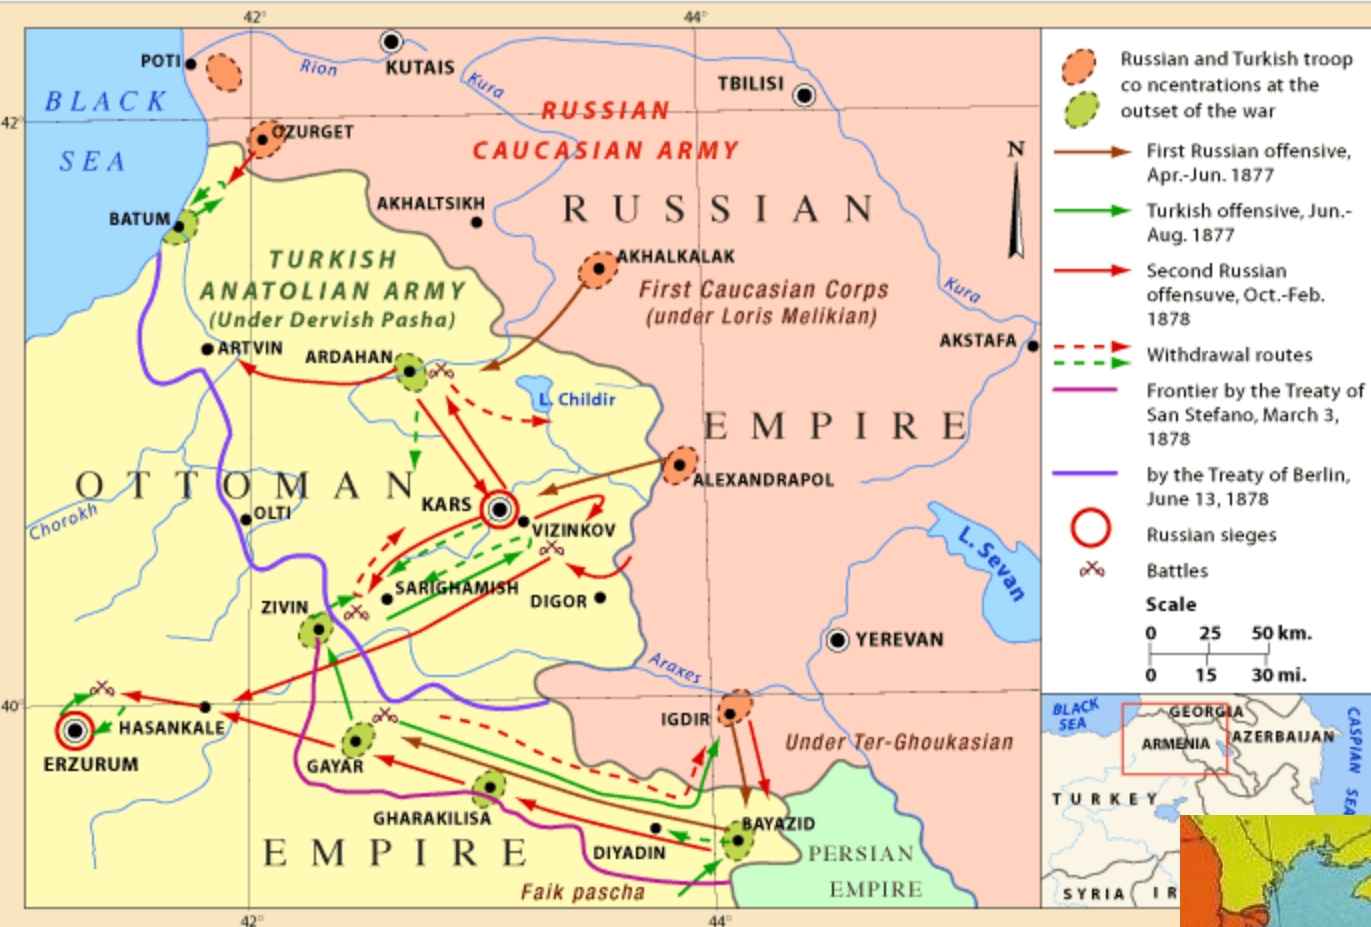 42°
44°
POTI
Rion
KUTAIS
Kura
TBILISI
BLACK
SEA
42°
OZURGET
RUSSIAN
CAUCASIAN ARMY
RUSSIAN
EMPIRE
AKHALTSIKH
BATUM
AKHALKALAK
TURKISH
ANATOLIAN ARMY
(Under Dervish Pasha)
First Caucasian Corps
(under Loris Melikian)
Kura
AKSTAFA
ARTVIN
ARDAHAN
L. Childir
ALEXANDRAPOL
OTTOMAN
EMPIRE
KARS
VIZINKOV
OLTI
Chorokh
L. Sevan
SARIGHAMISH
DIGOR
ZIVIN
YEREVAN
Araxes
40°
HASANKALE
ERZURUM
IGDIR
Under Ter-Ghoukasian
GAYAR
GHARAKILISA
BAYAZID
DIYADIN
PERSIAN
EMPIRE
Faik pascha
42°
44°
N
Russian and Turkish troop
co ncentrations at the
outset of the war
First Russian offensive,
Apr.-Jun. 1877
Turkish offensive, Jun.-
Aug. 1877
Second Russian
offensuve, Oct.-Feb.
1878
Withdrawal routes
Frontier by the Treaty of
San Stefano, March 3,
1878
by the Treaty of Berlin,
June 13, 1878
Russian sieges
Battles
Scale
0 25 50 km.
0 15 30 mi.
BLACK
SEA
GEORGIA
ARMENIA
AZERBAIJAN
CASPIAN SEA
TURKEY
SYRIA
IR